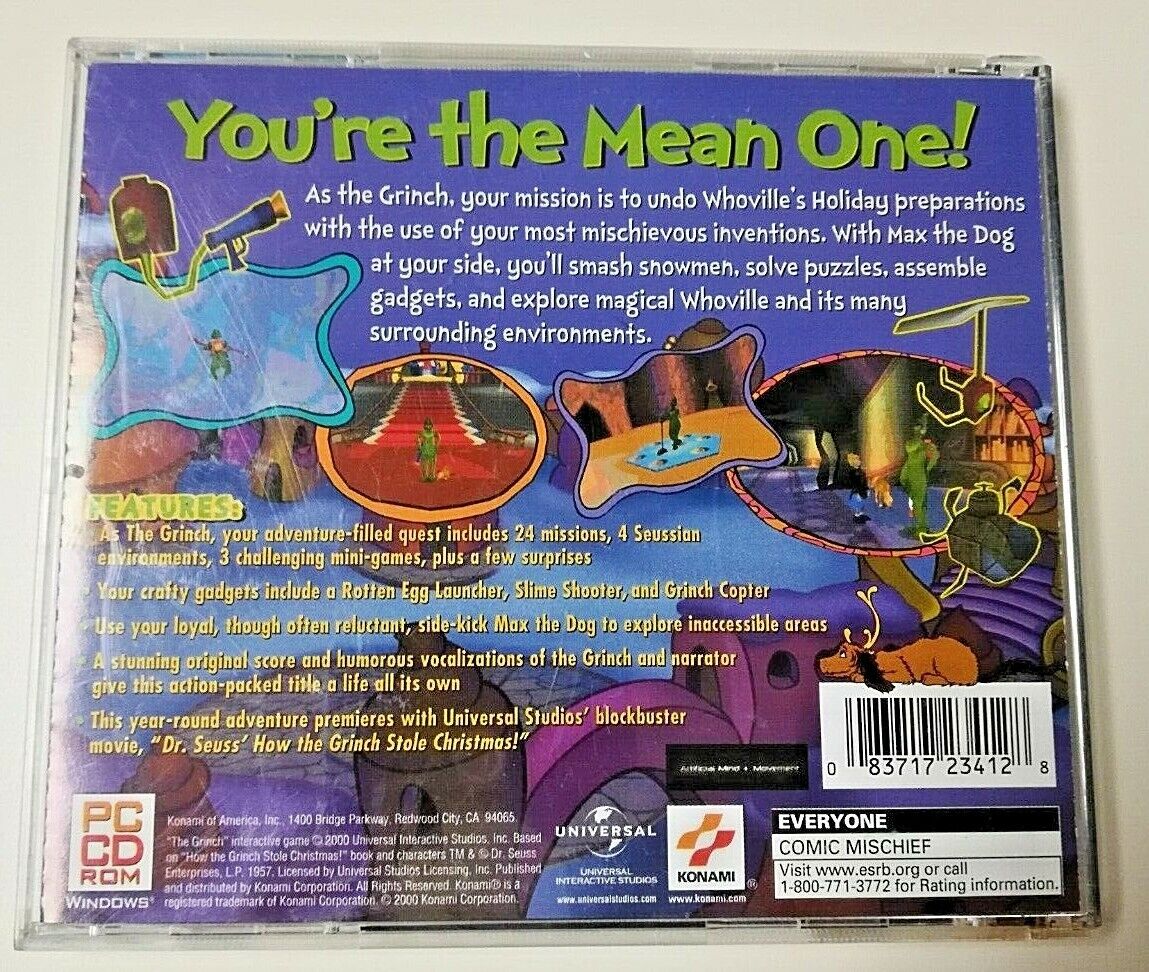 You're the Mean One!
As the Grinch, your mission is to undo Whoville's Holiday preparations
with the use of your most mischievous inventions. With Max the Dog
at your side, you'll smash snowmen, solve puzzles, assemble
gadgets, and explore magical Whoville and its many
surrounding environments.
FEATURES:
As The Grinch, your adventure-filled quest includes 24 missions, 4 Seussian
environments, 3 challenging mini-games, plus a few surprises
• Your crafty gadgets include a Rotten Egg Launcher, Slime Shooter, and Grinch Copter
• Use your loyal, though often reluctant, side-kick Max the Dog to explore inaccessible areas
• A stunning original score and humorous vocalizations of the Grinch and narrator
give this action-packed title a life all its own
• This year-round adventure premieres with Universal Studios' blockbuster
movie, "Dr. Seuss' How the Grinch Stole Christmas!"
Artificial Mind + Movement
0 83717 23412 8
PC
CD
ROM
WINDOWS®
Konami of America, Inc., 1400 Bridge Parkway, Redwood City, CA 94065.
"The Grinch" interactive game © 2000 Universal Interactive Studios, Inc. Based
on "How the Grinch Stole Christmas!" book and characters TM & © Dr. Seuss
Enterprises, L.P. 1957. Licensed by Universal Studios Licensing, Inc. Published
and distributed by Konami Corporation. All Rights Reserved. Konami® is a
registered trademark of Konami Corporation. © 2000 Konami Corporation.
UNIVERSAL
UNIVERSAL
INTERACTIVE STUDIOS
www.universalstudios.com
KONAMI®
www.konami.com
EVERYONE
COMIC MISCHIEF
Visit www.esrb.org or call
1-800-771-3772 for Rating information.